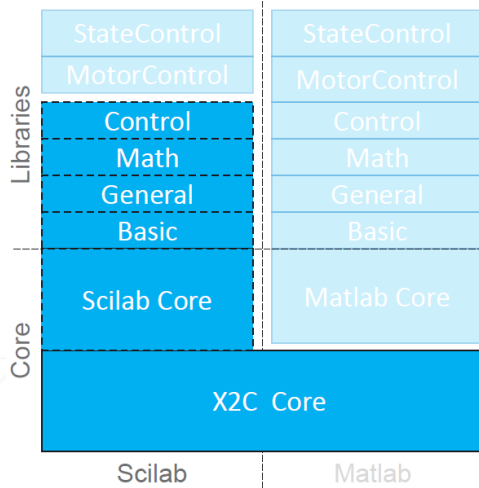 StateControl
MotorControl
Control
Math
General
Basic
Scilab Core
StateControl
MotorControl
Control
Math
General
Basic
Matlab Core
X2C Core
Libraries
Core
Scilab
Matlab